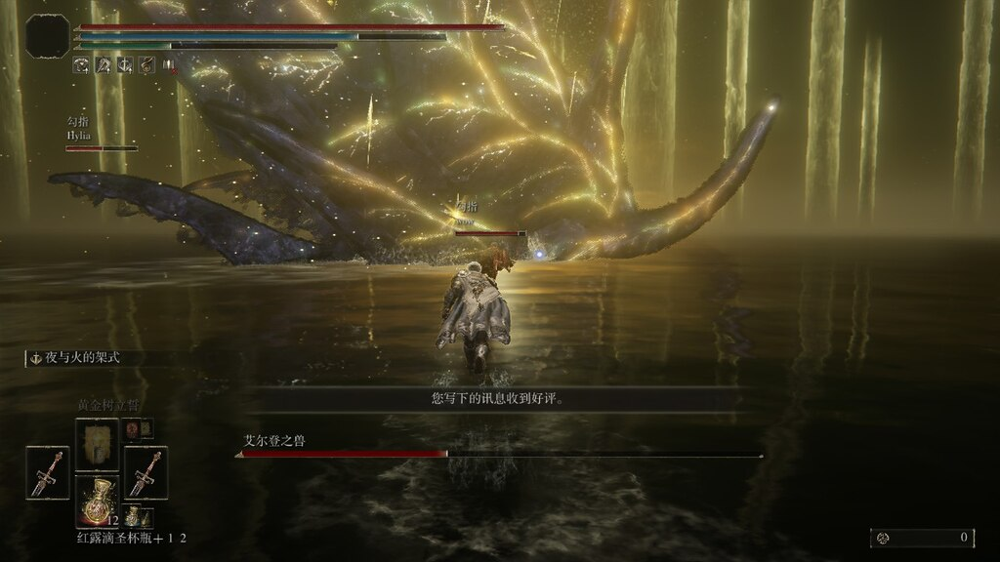 勾指
Hylia
勾指
wow
夜与火的架式
您写下的讯息收到好评。
黄金树立誓
艾尔登之兽
12
红露滴圣杯瓶+12
0